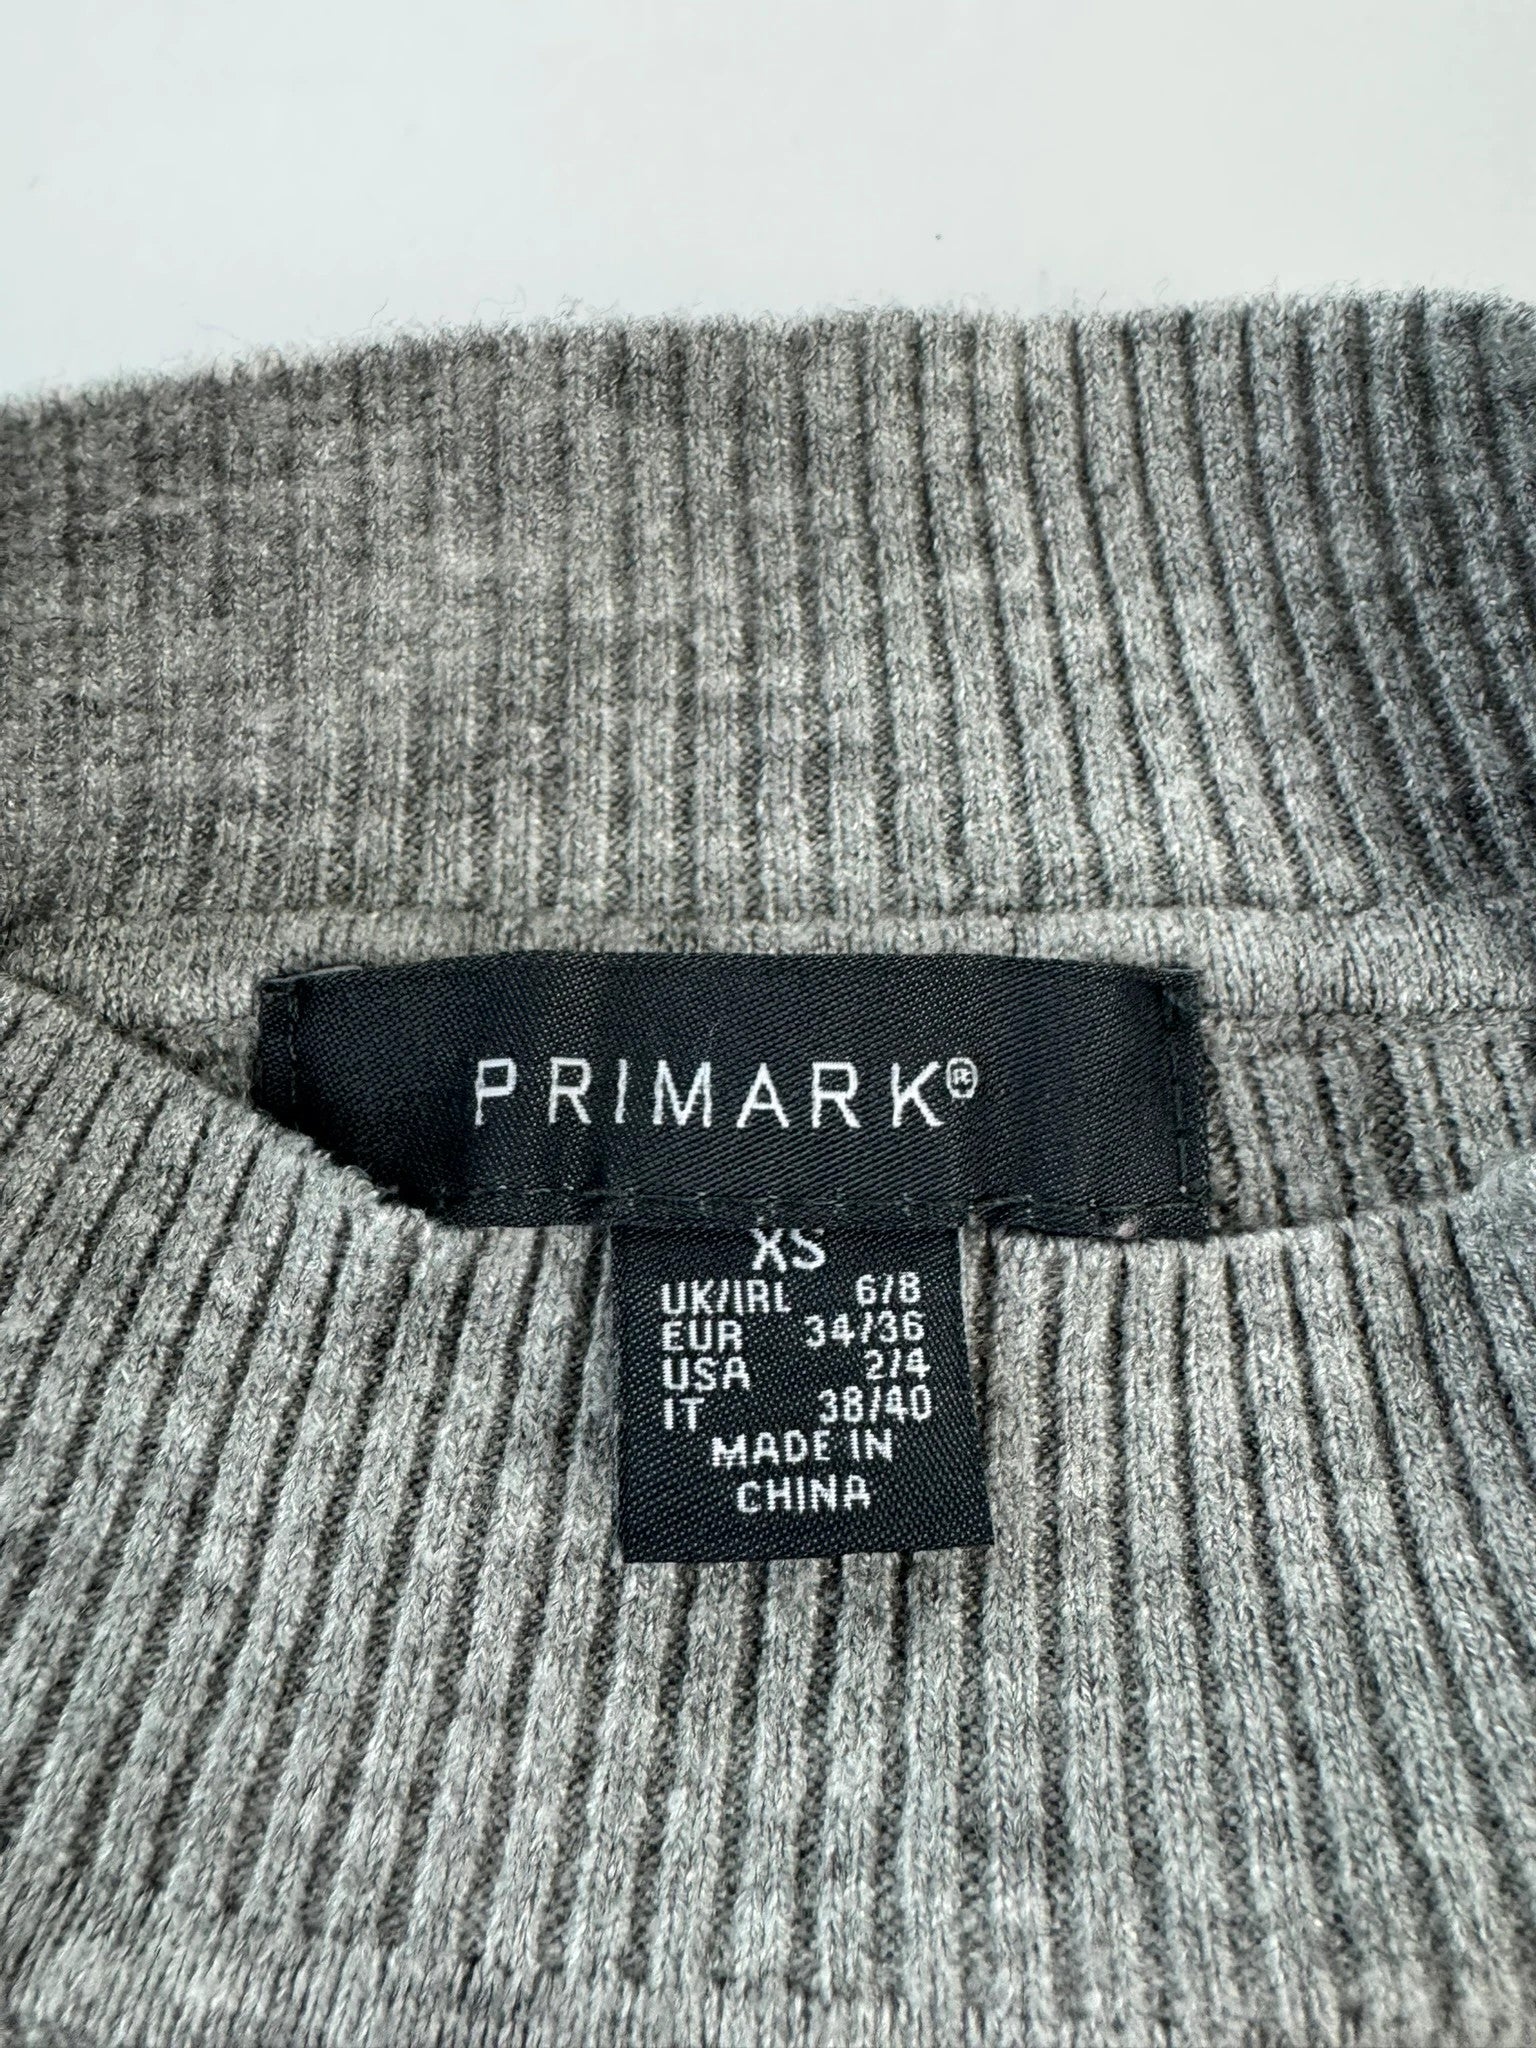 PRIMARK®
XS
UK/IRL 6/8
EUR 34/36
USA 2/4
IT 38/40
MADE IN
CHINA